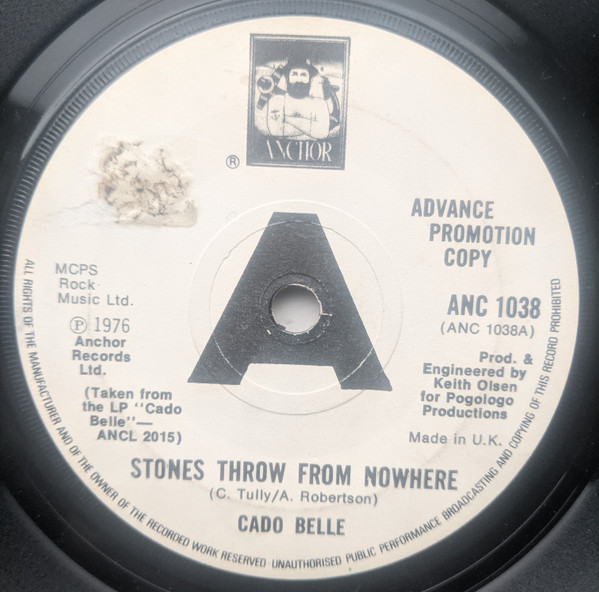 ANCHOR
®
ADVANCE
PROMOTION
COPY
A
MCPS
Rock
Music Ltd.
℗ 1976
Anchor
Records
Ltd.
(Taken from
the LP "Cado
Belle"—
ANCL 2015)
ANC 1038
(ANC 1038A)
Prod. &
Engineered by
Keith Olsen
for Pogologo
Productions
Made in U.K.
STONES THROW FROM NOWHERE
(C. Tully/A. Robertson)
CADO BELLE
ALL RIGHTS OF THE MANUFACTURER AND OF THE OWNER OF THE RECORDED WORK RESERVED UNAUTHORISED PUBLIC PERFORMANCE BROADCASTING AND COPYING OF THIS RECORD PROHIBITED